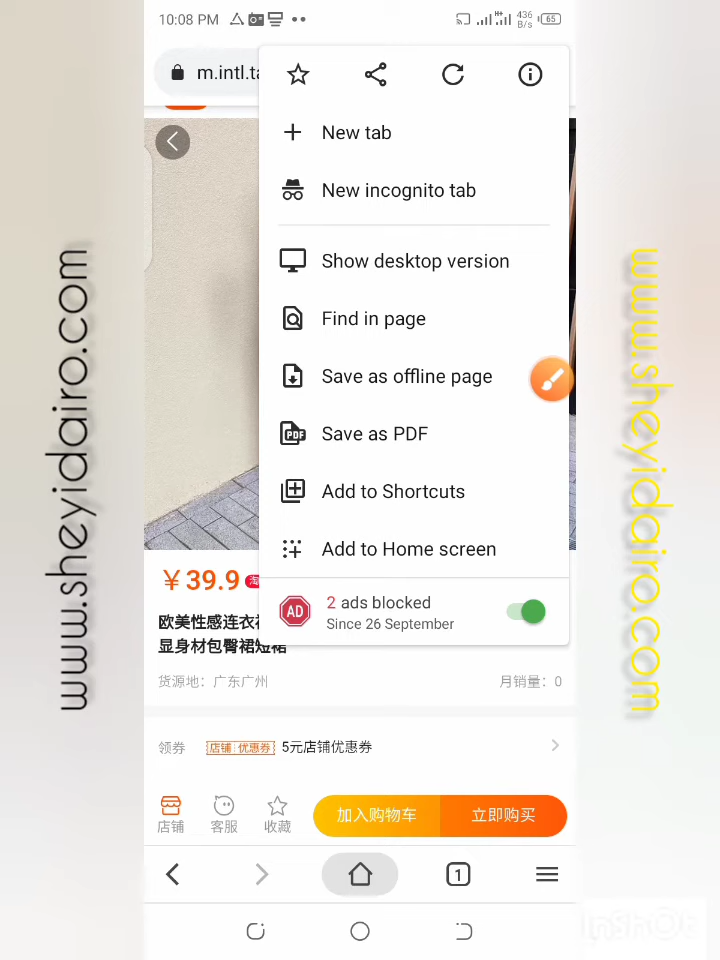 10:08 PM
436
B/s
65
m.intl.ta
New tab
New incognito tab
Show desktop version
Find in page
Save as offline page
PDF
Save as PDF
Add to Shortcuts
Add to Home screen
AD
2 ads blocked
Since 26 September
￥39.9 淘
欧美性感连衣裙
显身材包臀裙短裙
货源地：广东广州
月销量：0
领券
店铺 优惠券
5元店铺优惠券
店铺
客服
收藏
加入购物车
立即购买
1
www.sheyidairo.com
www.sheyidairo.com
InShOt